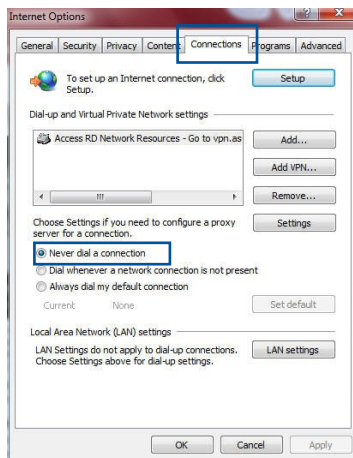 Internet Options
General Security Privacy Content Connections Programs Advanced
To set up an Internet connection, click
Setup.
Setup
Dial-up and Virtual Private Network settings
Access RD Network Resources - Go to vpn.as
Add...
Add VPN...
Remove...
Choose Settings if you need to configure a proxy
server for a connection.
Settings
Never dial a connection
Dial whenever a network connection is not present
Always dial my default connection
Current None
Set default
Local Area Network (LAN) settings
LAN Settings do not apply to dial-up connections.
Choose Settings above for dial-up settings.
LAN settings
OK Cancel Apply